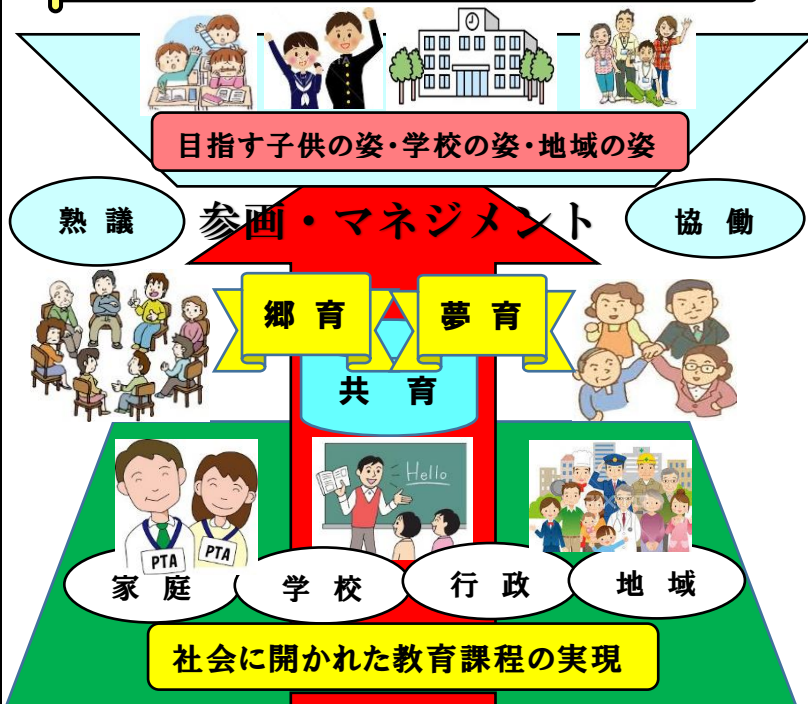 目指す子供の姿・学校の姿・地域の姿
熟 議
参画・マネジメント
協 働
郷 育
夢 育
共 育
Hello
PTA
PTA
家 庭
学 校
行 政
地 域
社会に開かれた教育課程の実現